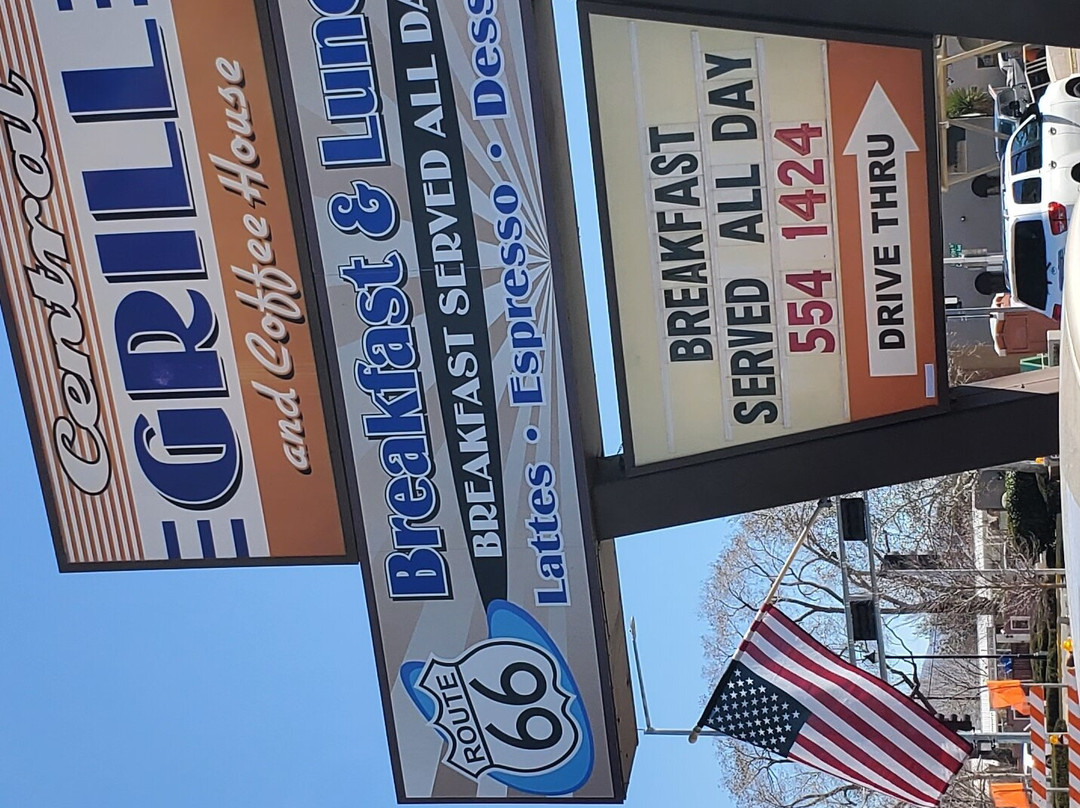 Central
GRILL
and Coffee House
Breakfast & Lunc
BREAKFAST SERVED ALL DA
Lattes • Espresso • Dess
ROUTE
66
BREAKFAST
SERVED ALL DAY
554 1424
DRIVE THRU